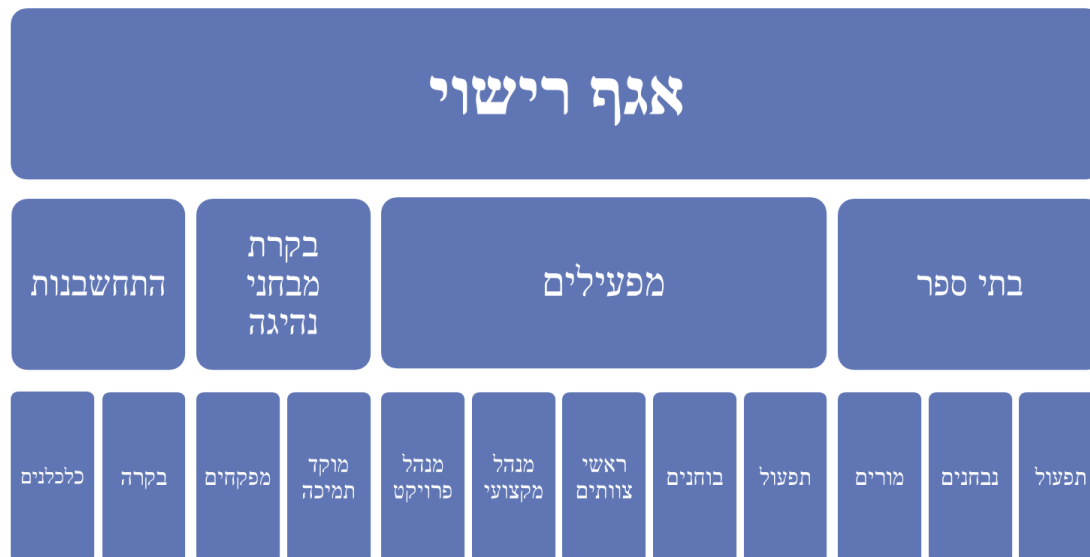 אגף רישוי
בתי ספר
מפעילים
בקרת
מבחני
נהיגה
התחשבנות
תפעול
נבחנים
מורים
תפעול
בוחנים
ראשי
צוותים
מנהל
מקצועי
מנהל
פרויקט
מוקד
תמיכה
מפקחים
בקרה
כלכלנים